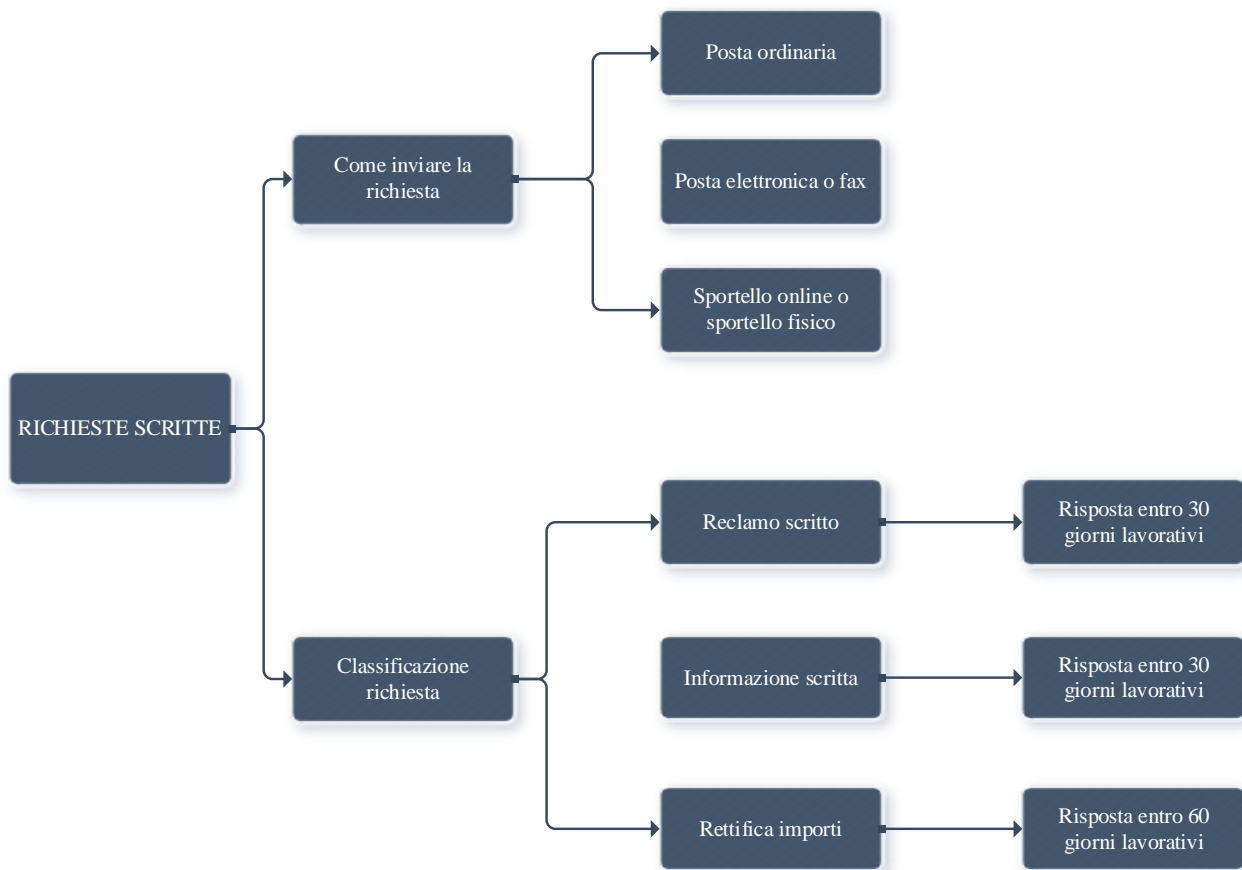 Posta ordinaria
Come inviare la
richiesta
Posta elettronica o fax
Sportello online o
sportello fisico
RICHIESTE SCRITTE
Reclamo scritto
Risposta entro 30
giorni lavorativi
Classificazione
richiesta
Informazione scritta
Risposta entro 30
giorni lavorativi
Rettifica importi
Risposta entro 60
giorni lavorativi